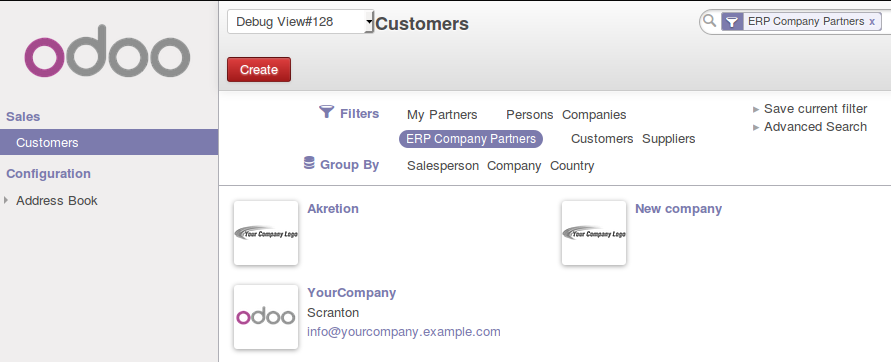 odoo
Sales
Customers
Configuration
Address Book
Debug View#128
Customers
ERP Company Partners x
Create
Filters
My Partners Persons Companies
ERP Company Partners Customers Suppliers
Group By
Salesperson Company Country
Save current filter
Advanced Search
Your Company Logo
Akretion
Your Company Logo
New company
odoo
YourCompany
Scranton
info@yourcompany.example.com